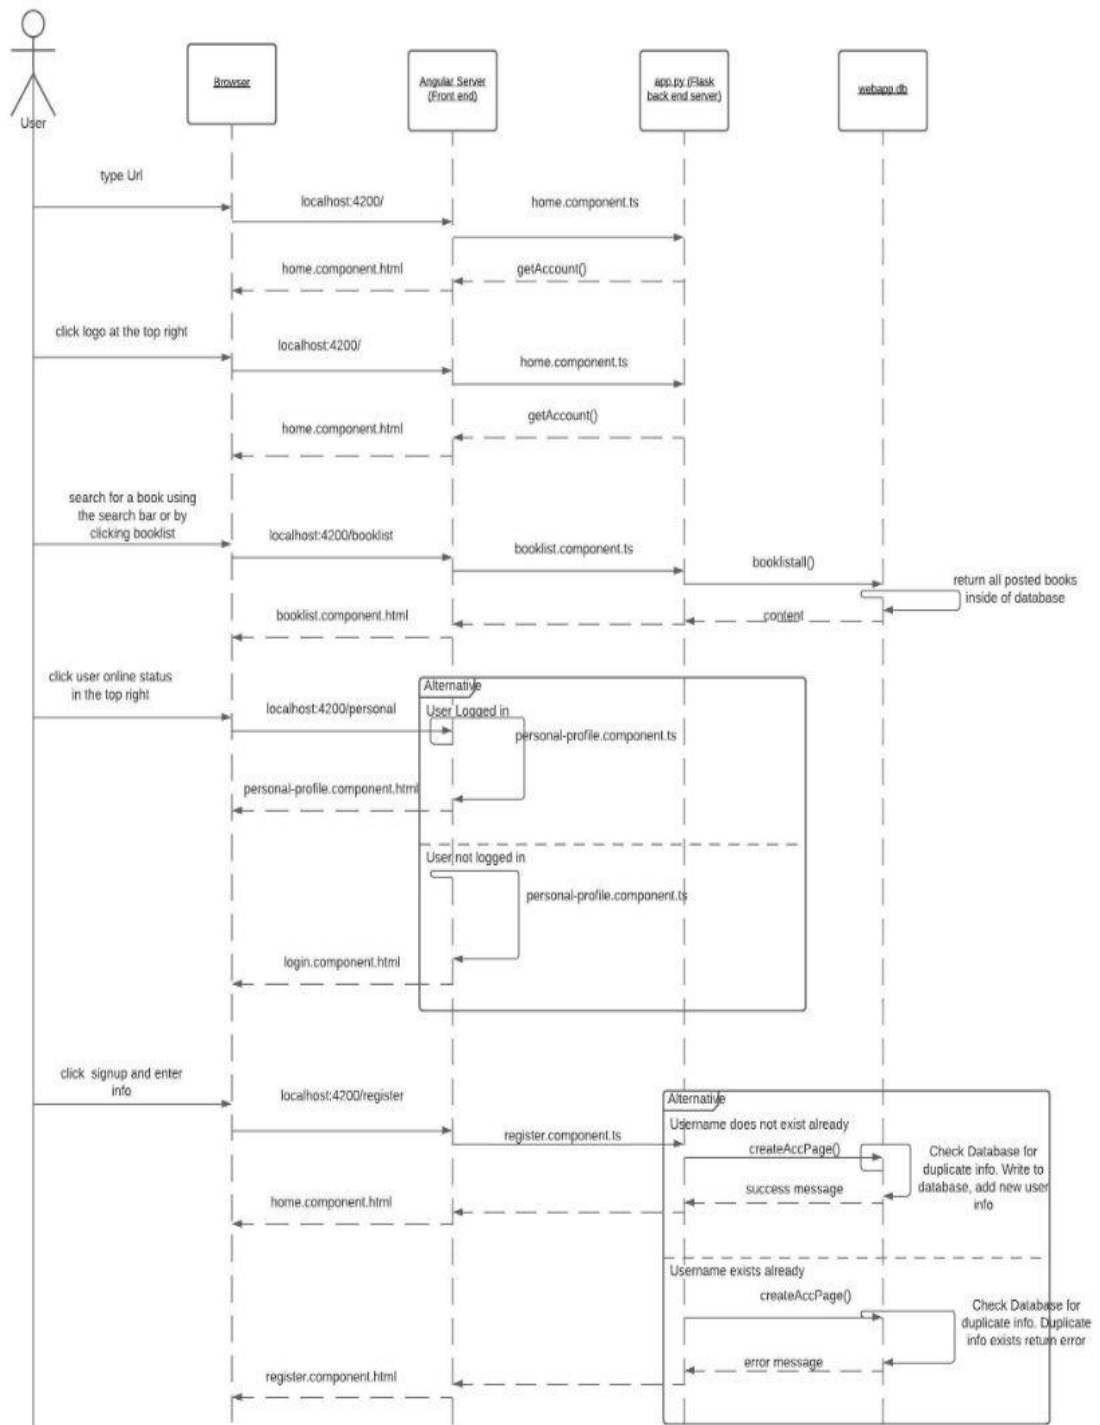 User
Browser
Angular Server
(Front end)
app.py (Flask
back end server)
webapp.db
type Url
localhost:4200/
home.component.ts
home.component.html
getAccount()
click logo at the top right
localhost:4200/
home.component.ts
getAccount()
home.component.html
search for a book using
the search bar or by
clicking booklist
localhost:4200/booklist
booklist.component.ts
booklistall()
return all posted books
inside of database
content
booklist.component.html
click user online status
in the top right
localhost:4200/personal
Alternative
User Logged in
personal-profile.component.ts
personal-profile.component.html
User not logged in
personal-profile.component.ts
login.component.html
click signup and enter
info
localhost:4200/register
register.component.ts
Alternative
Username does not exist already
createAccPage()
Check Database for
duplicate info. Write to
database, add new user
info
success message
home.component.html
Username exists already
createAccPage()
Check Database for
duplicate info. Duplicate
info exists return error
error message
register.component.html